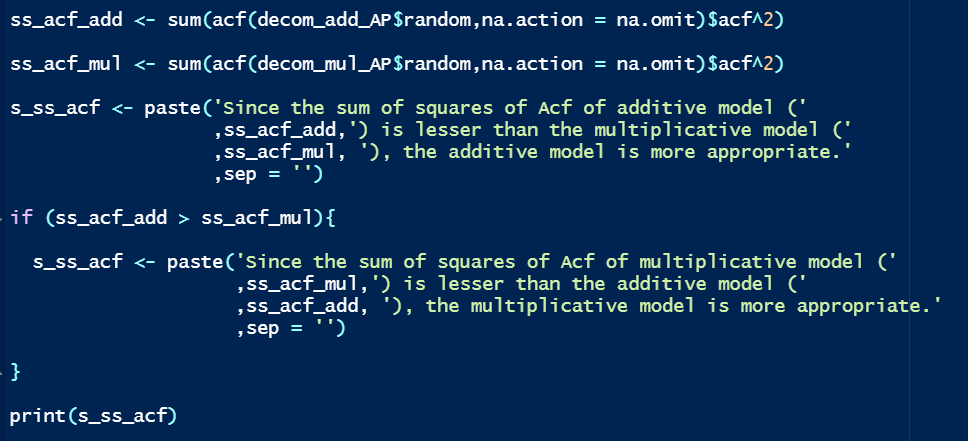 ss_acf_add <- sum(acf(decom_add_AP$random,na.action = na.omit)$acf^2)
ss_acf_mul <- sum(acf(decom_mul_AP$random,na.action = na.omit)$acf^2)
s_ss_acf <- paste('Since the sum of squares of Acf of additive model ('
,ss_acf_add,') is lesser than the multiplicative model ('
,ss_acf_mul, '), the additive model is more appropriate.'
,sep = '')
if (ss_acf_add > ss_acf_mul){
s_ss_acf <- paste('Since the sum of squares of Acf of multiplicative model ('
,ss_acf_mul,') is lesser than the additive model ('
,ss_acf_add, '), the multiplicative model is more appropriate.'
,sep = '')
}
print(s_ss_acf)